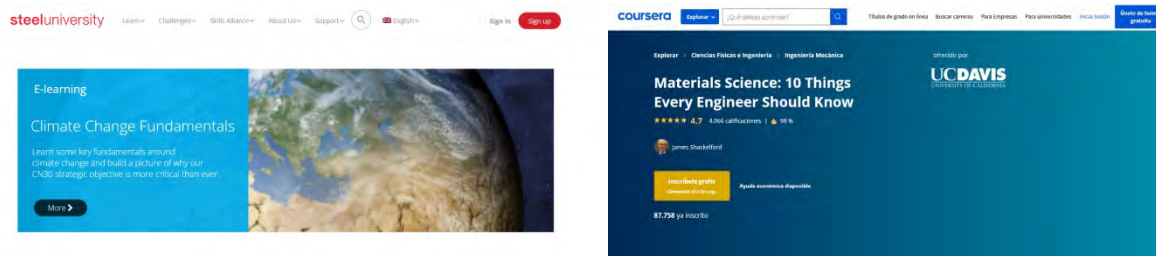 steeluniversity Learn Challenges Skills Alliance About Us Support English Sign in Sign up
E-learning
Climate Change Fundamentals
Learn some key fundamentals around
climate change and build a picture of why our
CN30 strategic objective is more critical than ever.
More
coursera Explorar ¿Qué deseas aprender? Títulos de grado en línea Buscar carreras Para Empresas Para universidades Inicia Sesión Únete de form
gratuita
Explorar > Ciencias Físicas e Ingeniería > Ingeniería Mecánica
Materials Science: 10 Things
Every Engineer Should Know
4.7 4,066 calificaciones | 98 %
James Shackelford
Inscríbete gratis
Ayuda económica disponible
87.758 ya inscrito
ofrecido por
UCDAVIS
UNIVERSITY OF CALIFORNIA